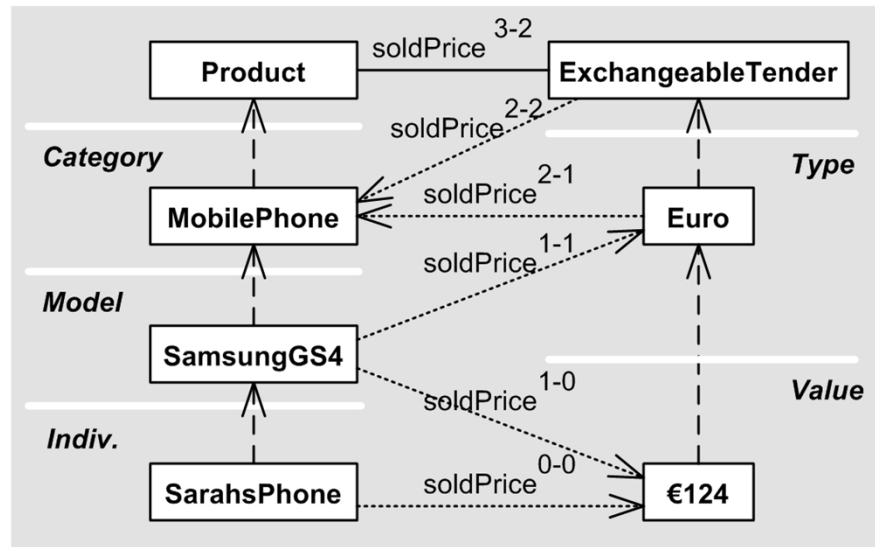 3-2
soldPrice
Product
ExchangeableTender
2-2
soldPrice
Category
Type
2-1
soldPrice
MobilePhone
Euro
1-1
soldPrice
Model
SamsungGS4
1-0
soldPrice
Value
Indiv.
0-0
soldPrice
SarahsPhone
€124